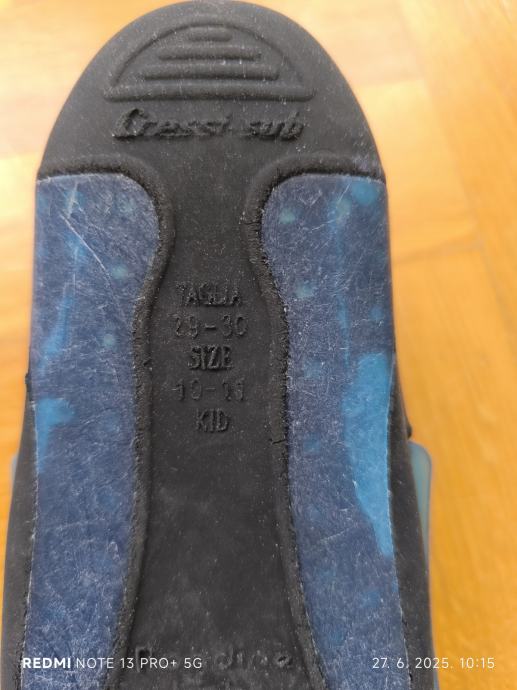 Cressi-sub
TAGLIA
29-30
SIZE
10-11
KID
REDMI NOTE 13 PRO+ 5G
27. 6. 2025. 10:15